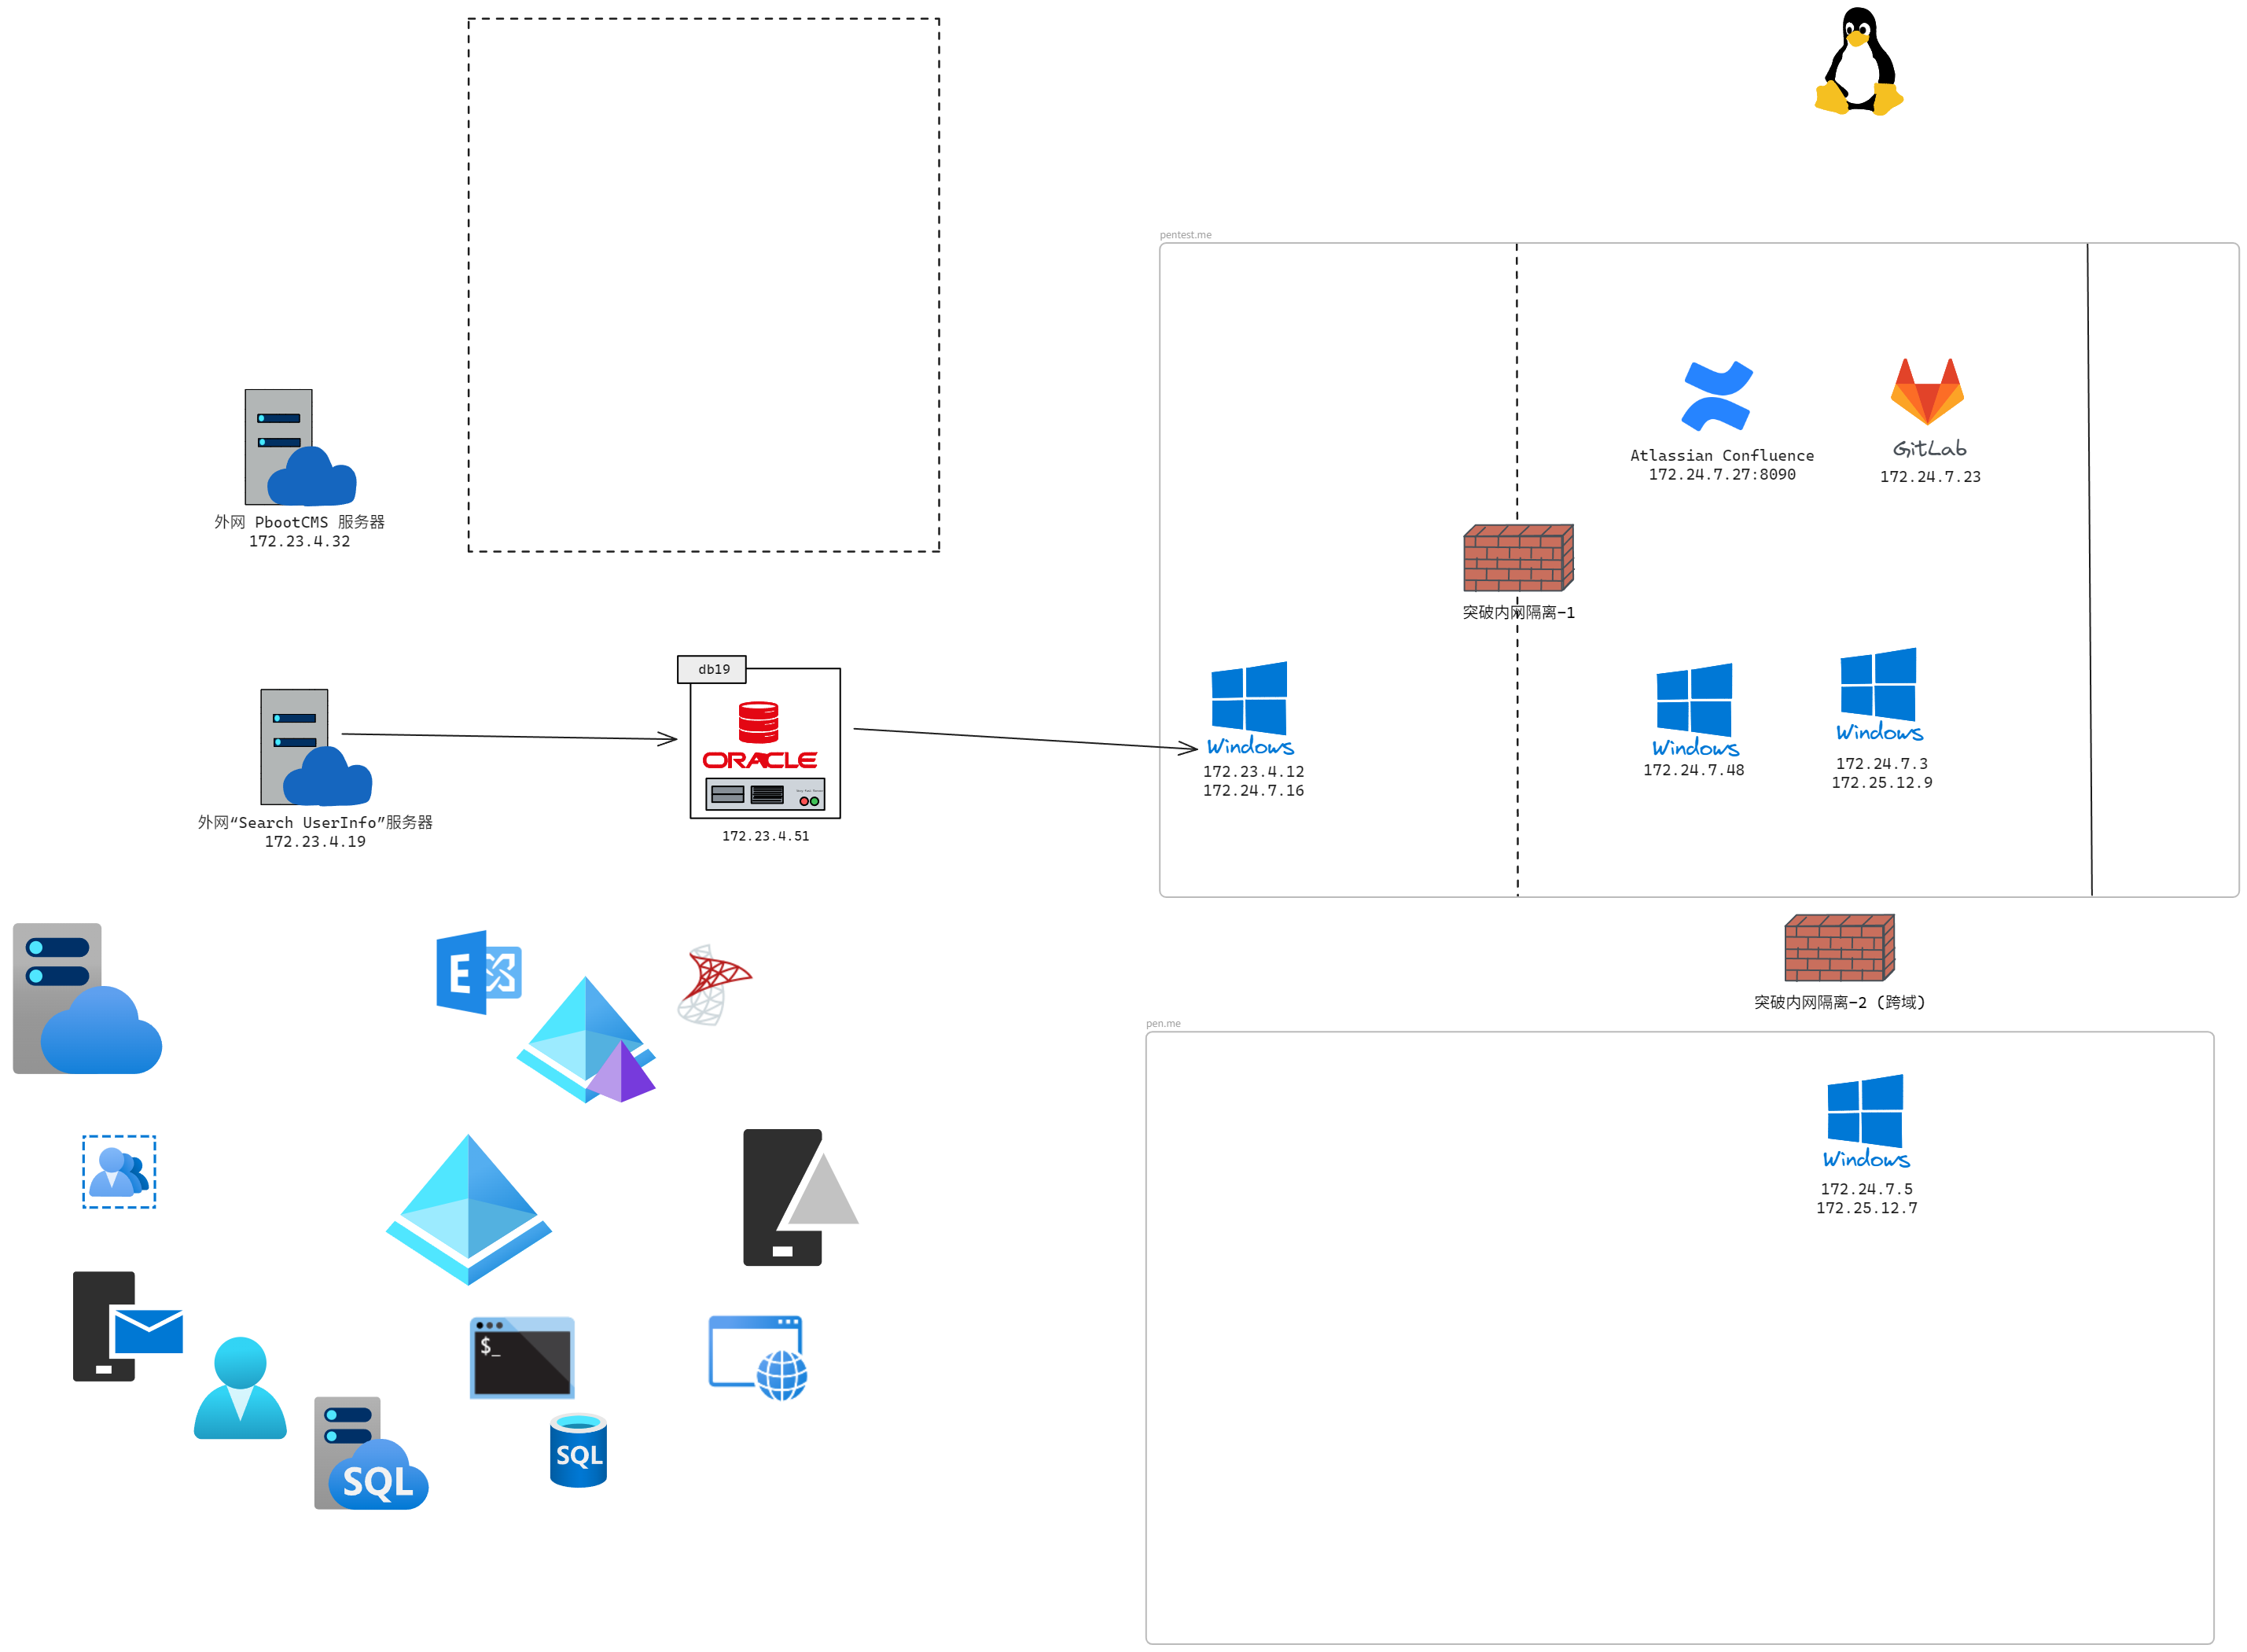 pentest.me
Atlassian Confluence
172.24.7.27:8090
GitLab
172.24.7.23
外网 PbootCMS 服务器
172.23.4.32
突破内网隔离-1
db19
ORACLE
172.23.4.51
外网“Search UserInfo”服务器
172.23.4.19
Windows
172.23.4.12
172.24.7.16
Windows
172.24.7.48
Windows
172.24.7.3
172.25.12.9
突破内网隔离-2 (跨域)
pen.me
Windows
172.24.7.5
172.25.12.7
E
$_
SQL
SQL